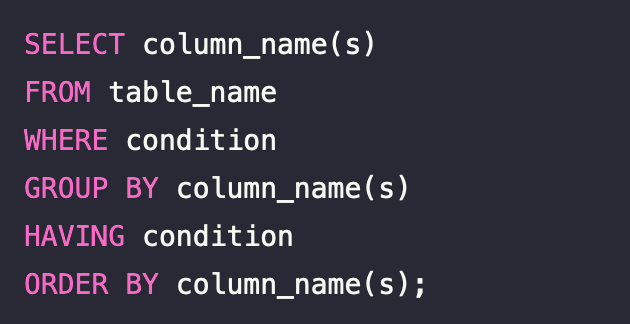 SELECT column_name(s)
FROM table_name
WHERE condition
GROUP BY column_name(s)
HAVING condition
ORDER BY column_name(s);